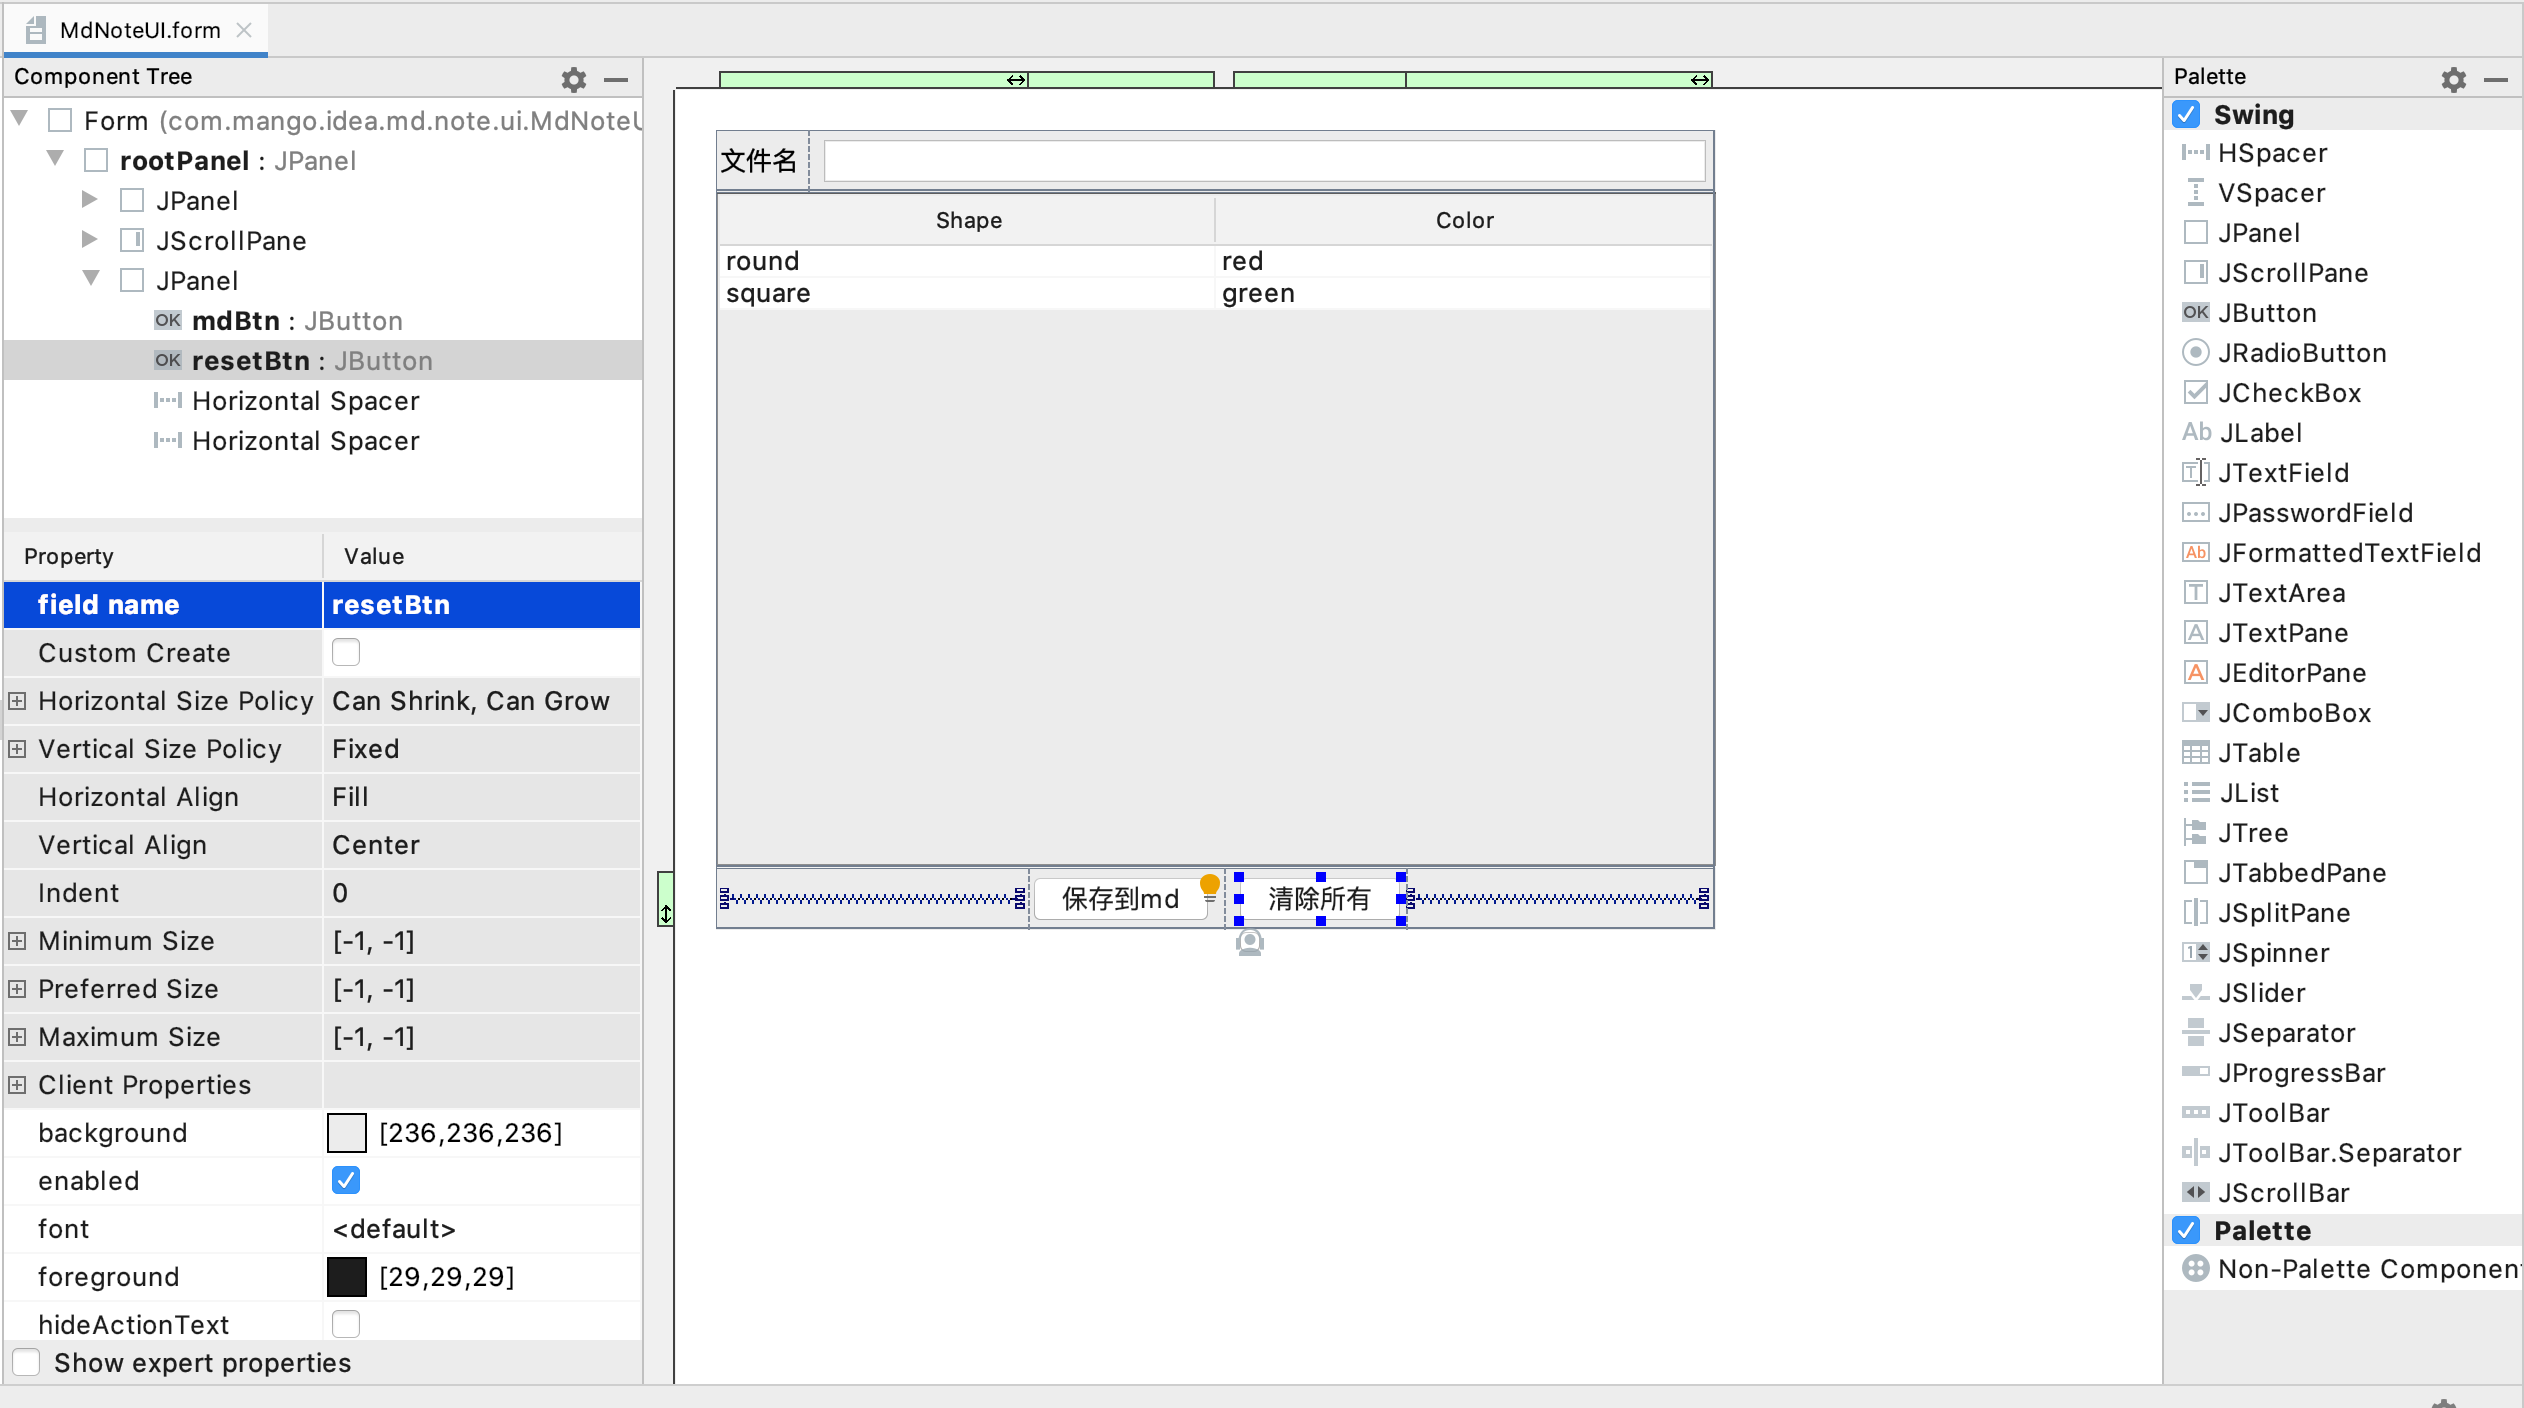 MdNoteUI.form
Component Tree
Form (com.mango.idea.md.note.ui.MdNoteU
rootPanel : JPanel
JPanel
JScrollPane
JPanel
OK mdBtn : JButton
OK resetBtn : JButton
Horizontal Spacer
Horizontal Spacer
Property Value
field name resetBtn
Custom Create
Horizontal Size Policy Can Shrink, Can Grow
Vertical Size Policy Fixed
Horizontal Align Fill
Vertical Align Center
Indent 0
Minimum Size [-1, -1]
Preferred Size [-1, -1]
Maximum Size [-1, -1]
Client Properties
background [236,236,236]
enabled
font <default>
foreground [29,29,29]
hideActionText
Show expert properties
文件名
Shape Color
round red
square green
保存到md 清除所有
Palette
Swing
HSpacer
VSpacer
JPanel
JScrollPane
OK JButton
JRadioButton
JCheckBox
Ab JLabel
T JTextField
JPasswordField
Ab JFormattedTextField
T JTextArea
A JTextPane
A JEditorPane
JComboBox
JTable
JList
JTree
JTabbedPane
JSplitPane
1 JSpinner
JSlider
JSeparator
JProgressBar
JToolBar
JToolBar.Separator
JScrollBar
Palette
Non-Palette Componen